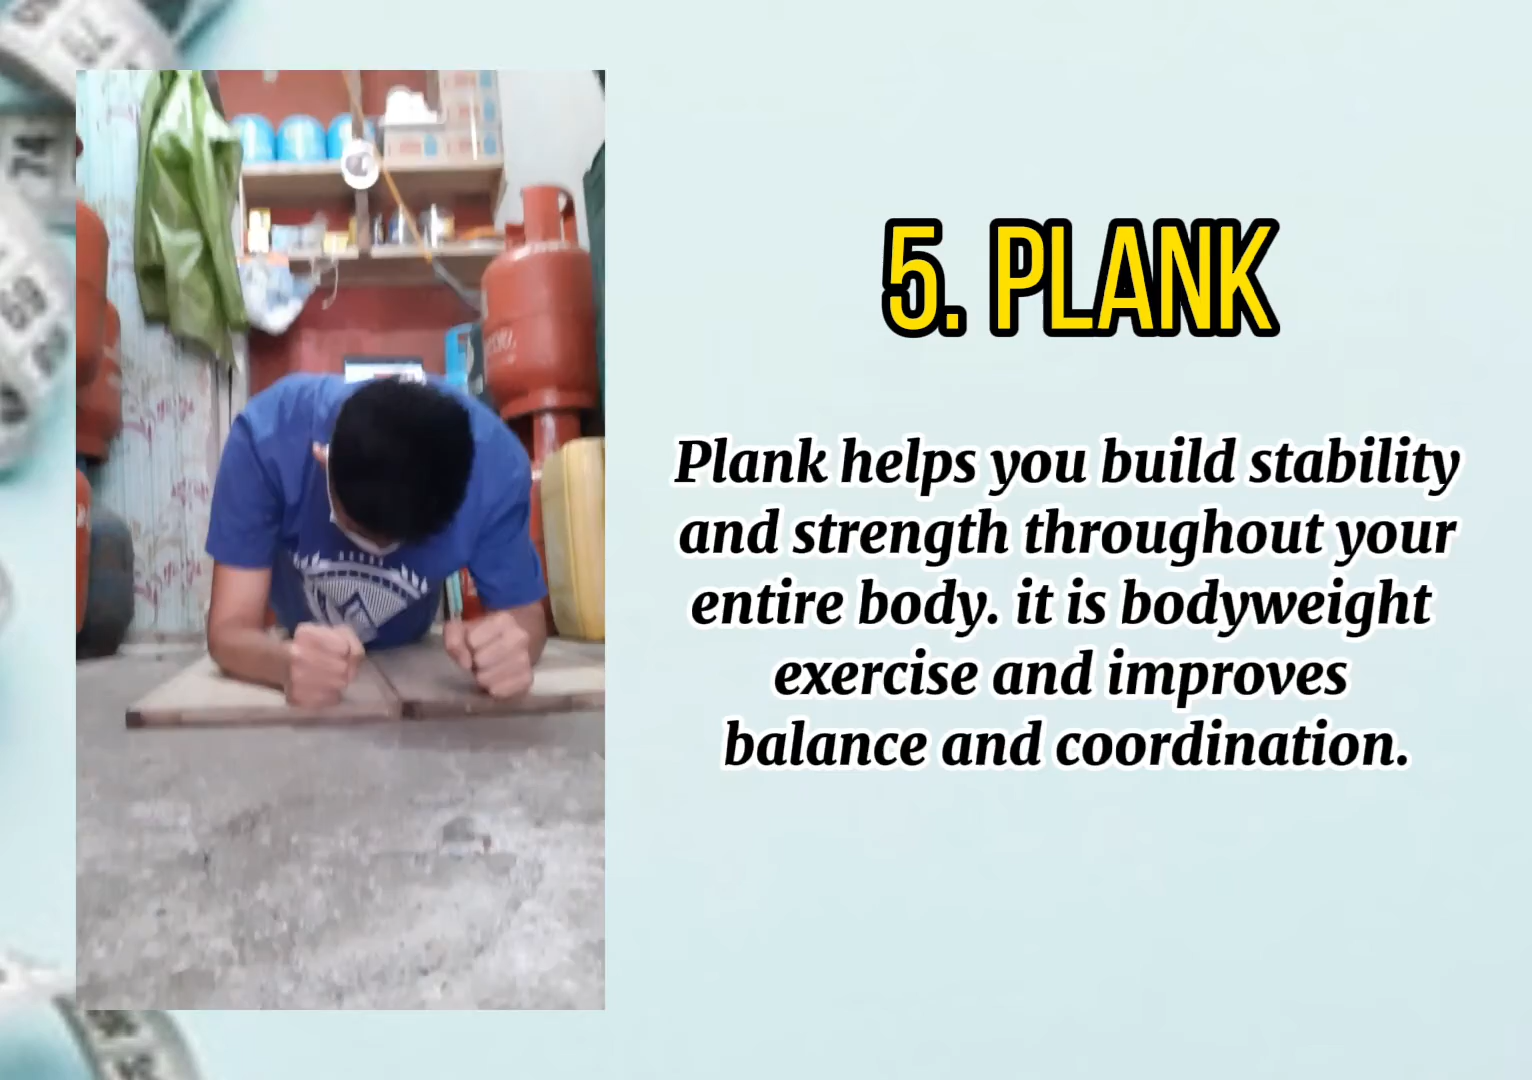 5. PLANK
Plank helps you build stability
and strength throughout your
entire body. it is bodyweight
exercise and improves
balance and coordination.
74